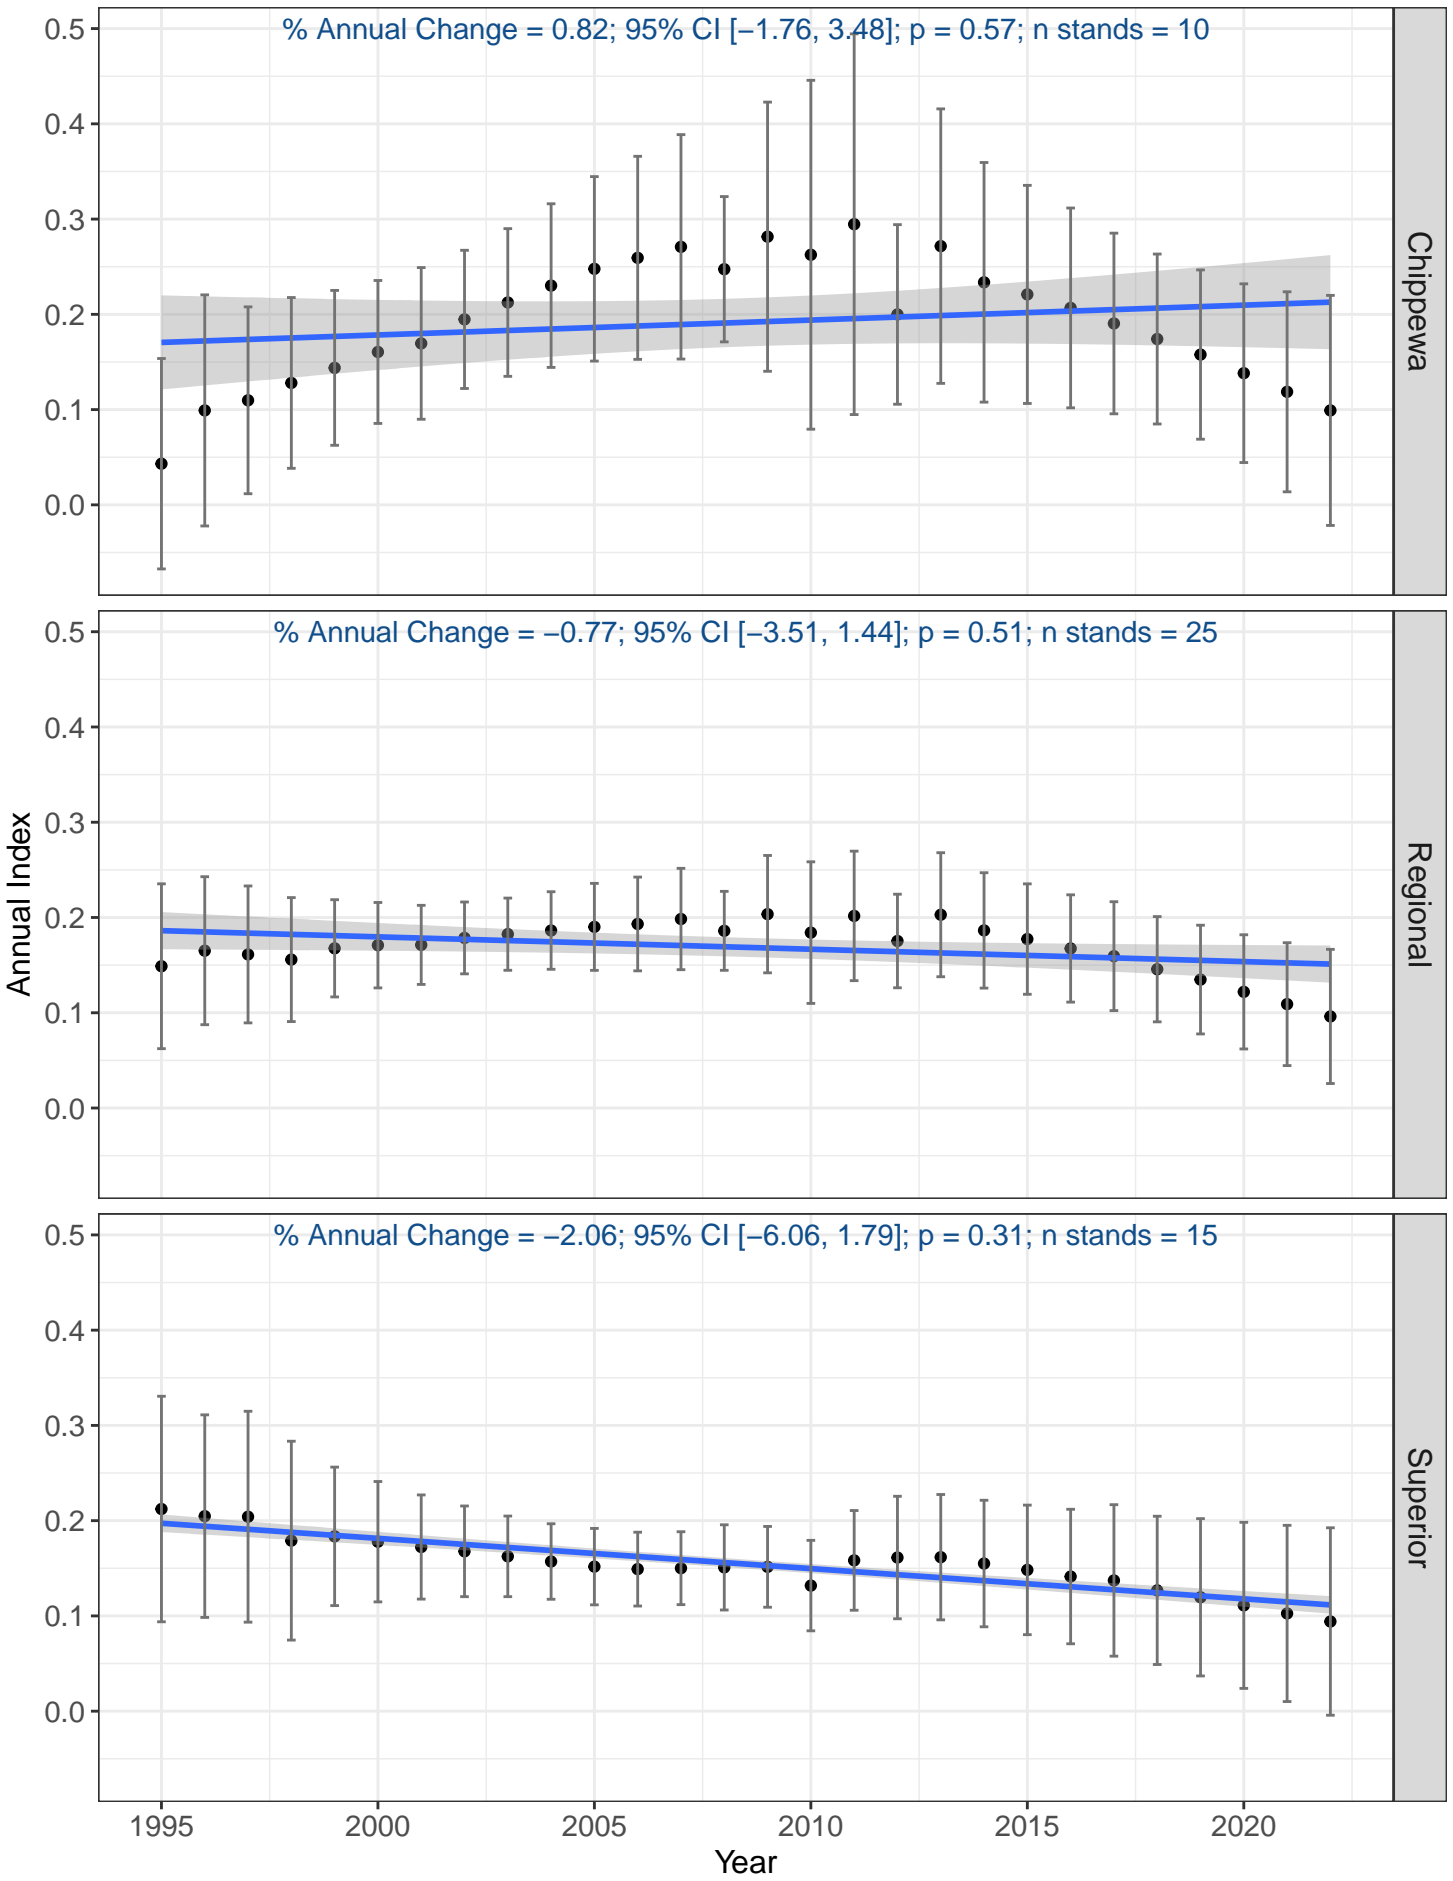 % Annual Change = 0.82; 95% CI [−1.76, 3.48]; p = 0.57; n stands = 10
0.5
0.4
0.3
0.2
0.1
0.0
Chippewa
% Annual Change = −0.77; 95% CI [−3.51, 1.44]; p = 0.51; n stands = 25
0.5
0.4
0.3
0.2
0.1
0.0
Regional
Annual Index
% Annual Change = −2.06; 95% CI [−6.06, 1.79]; p = 0.31; n stands = 15
0.5
0.4
0.3
0.2
0.1
0.0
Superior
1995 2000 2005 2010 2015 2020
Year